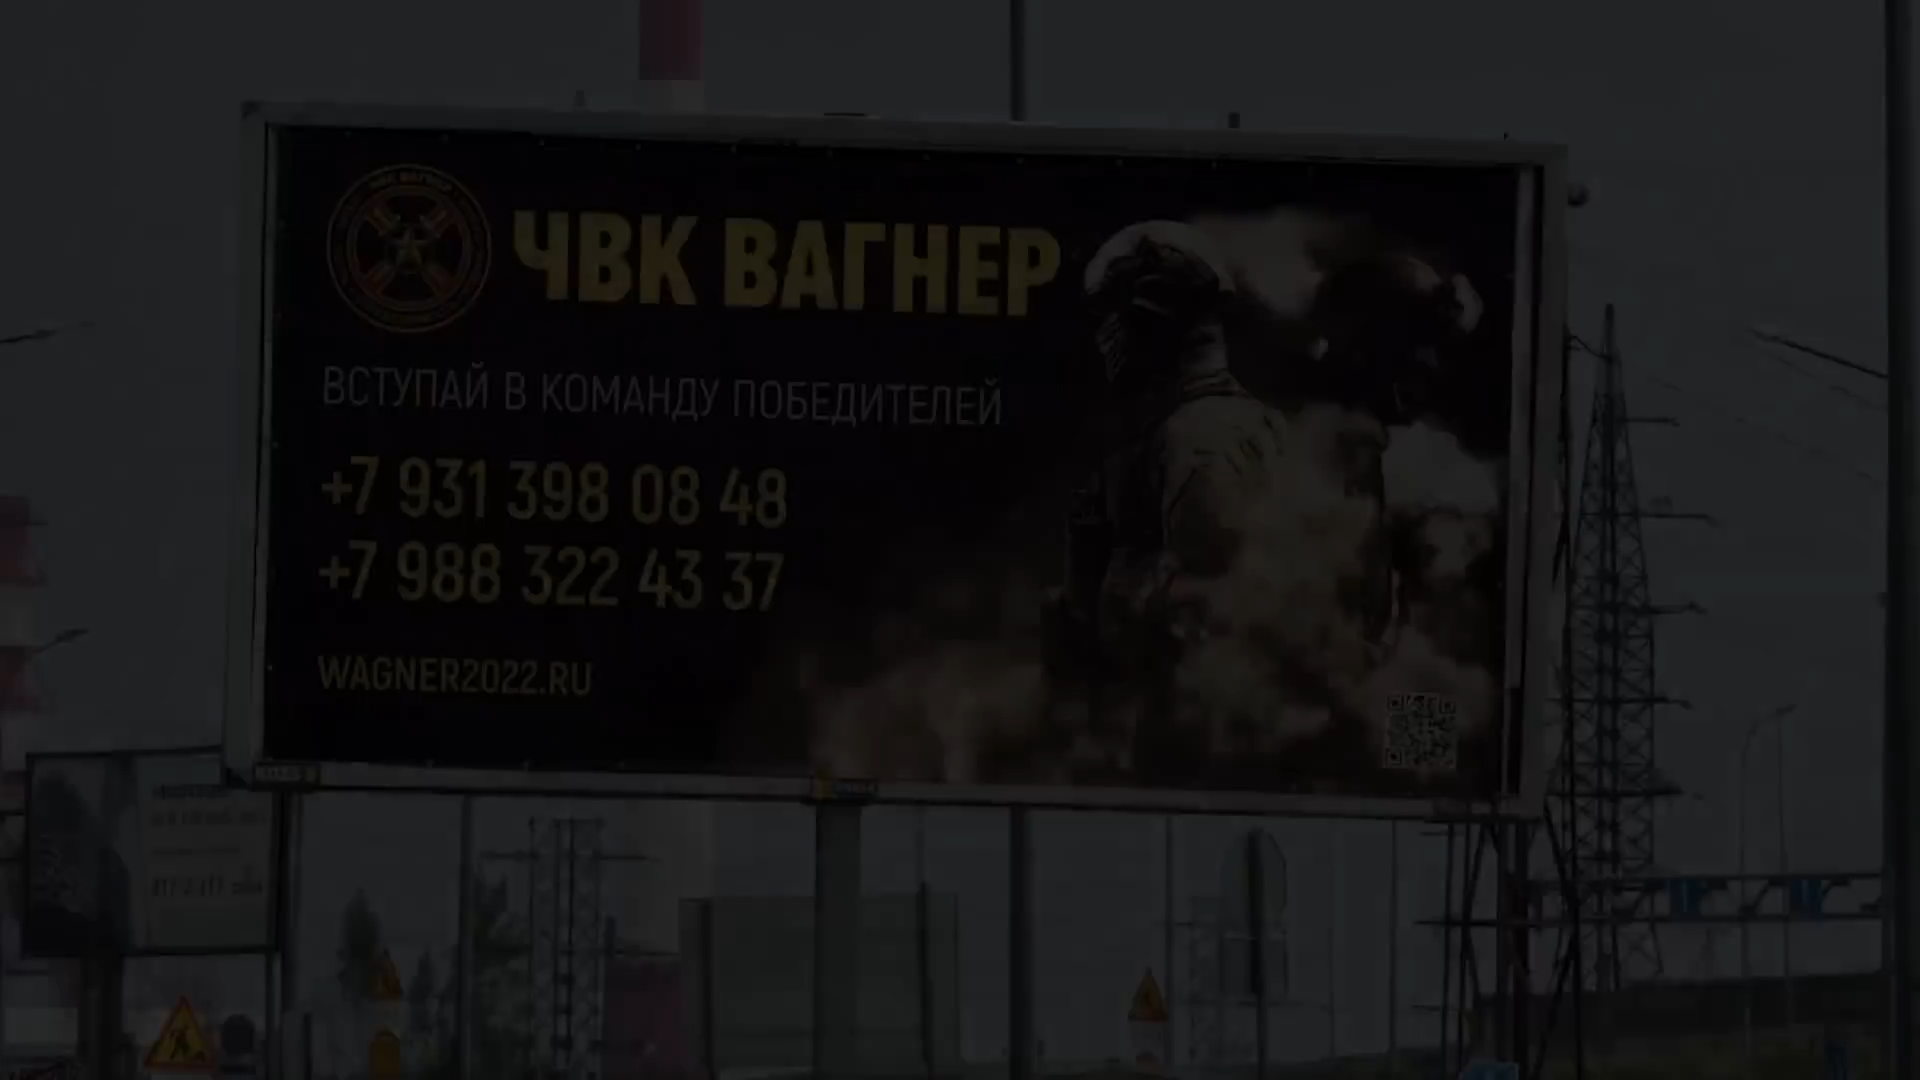 ЧВК ВАГНЕР
ВСТУПАЙ В КОМАНДУ ПОБЕДИТЕЛЕЙ
+7 931 398 08 48
+7 988 322 43 37
WAGNER2022.RU